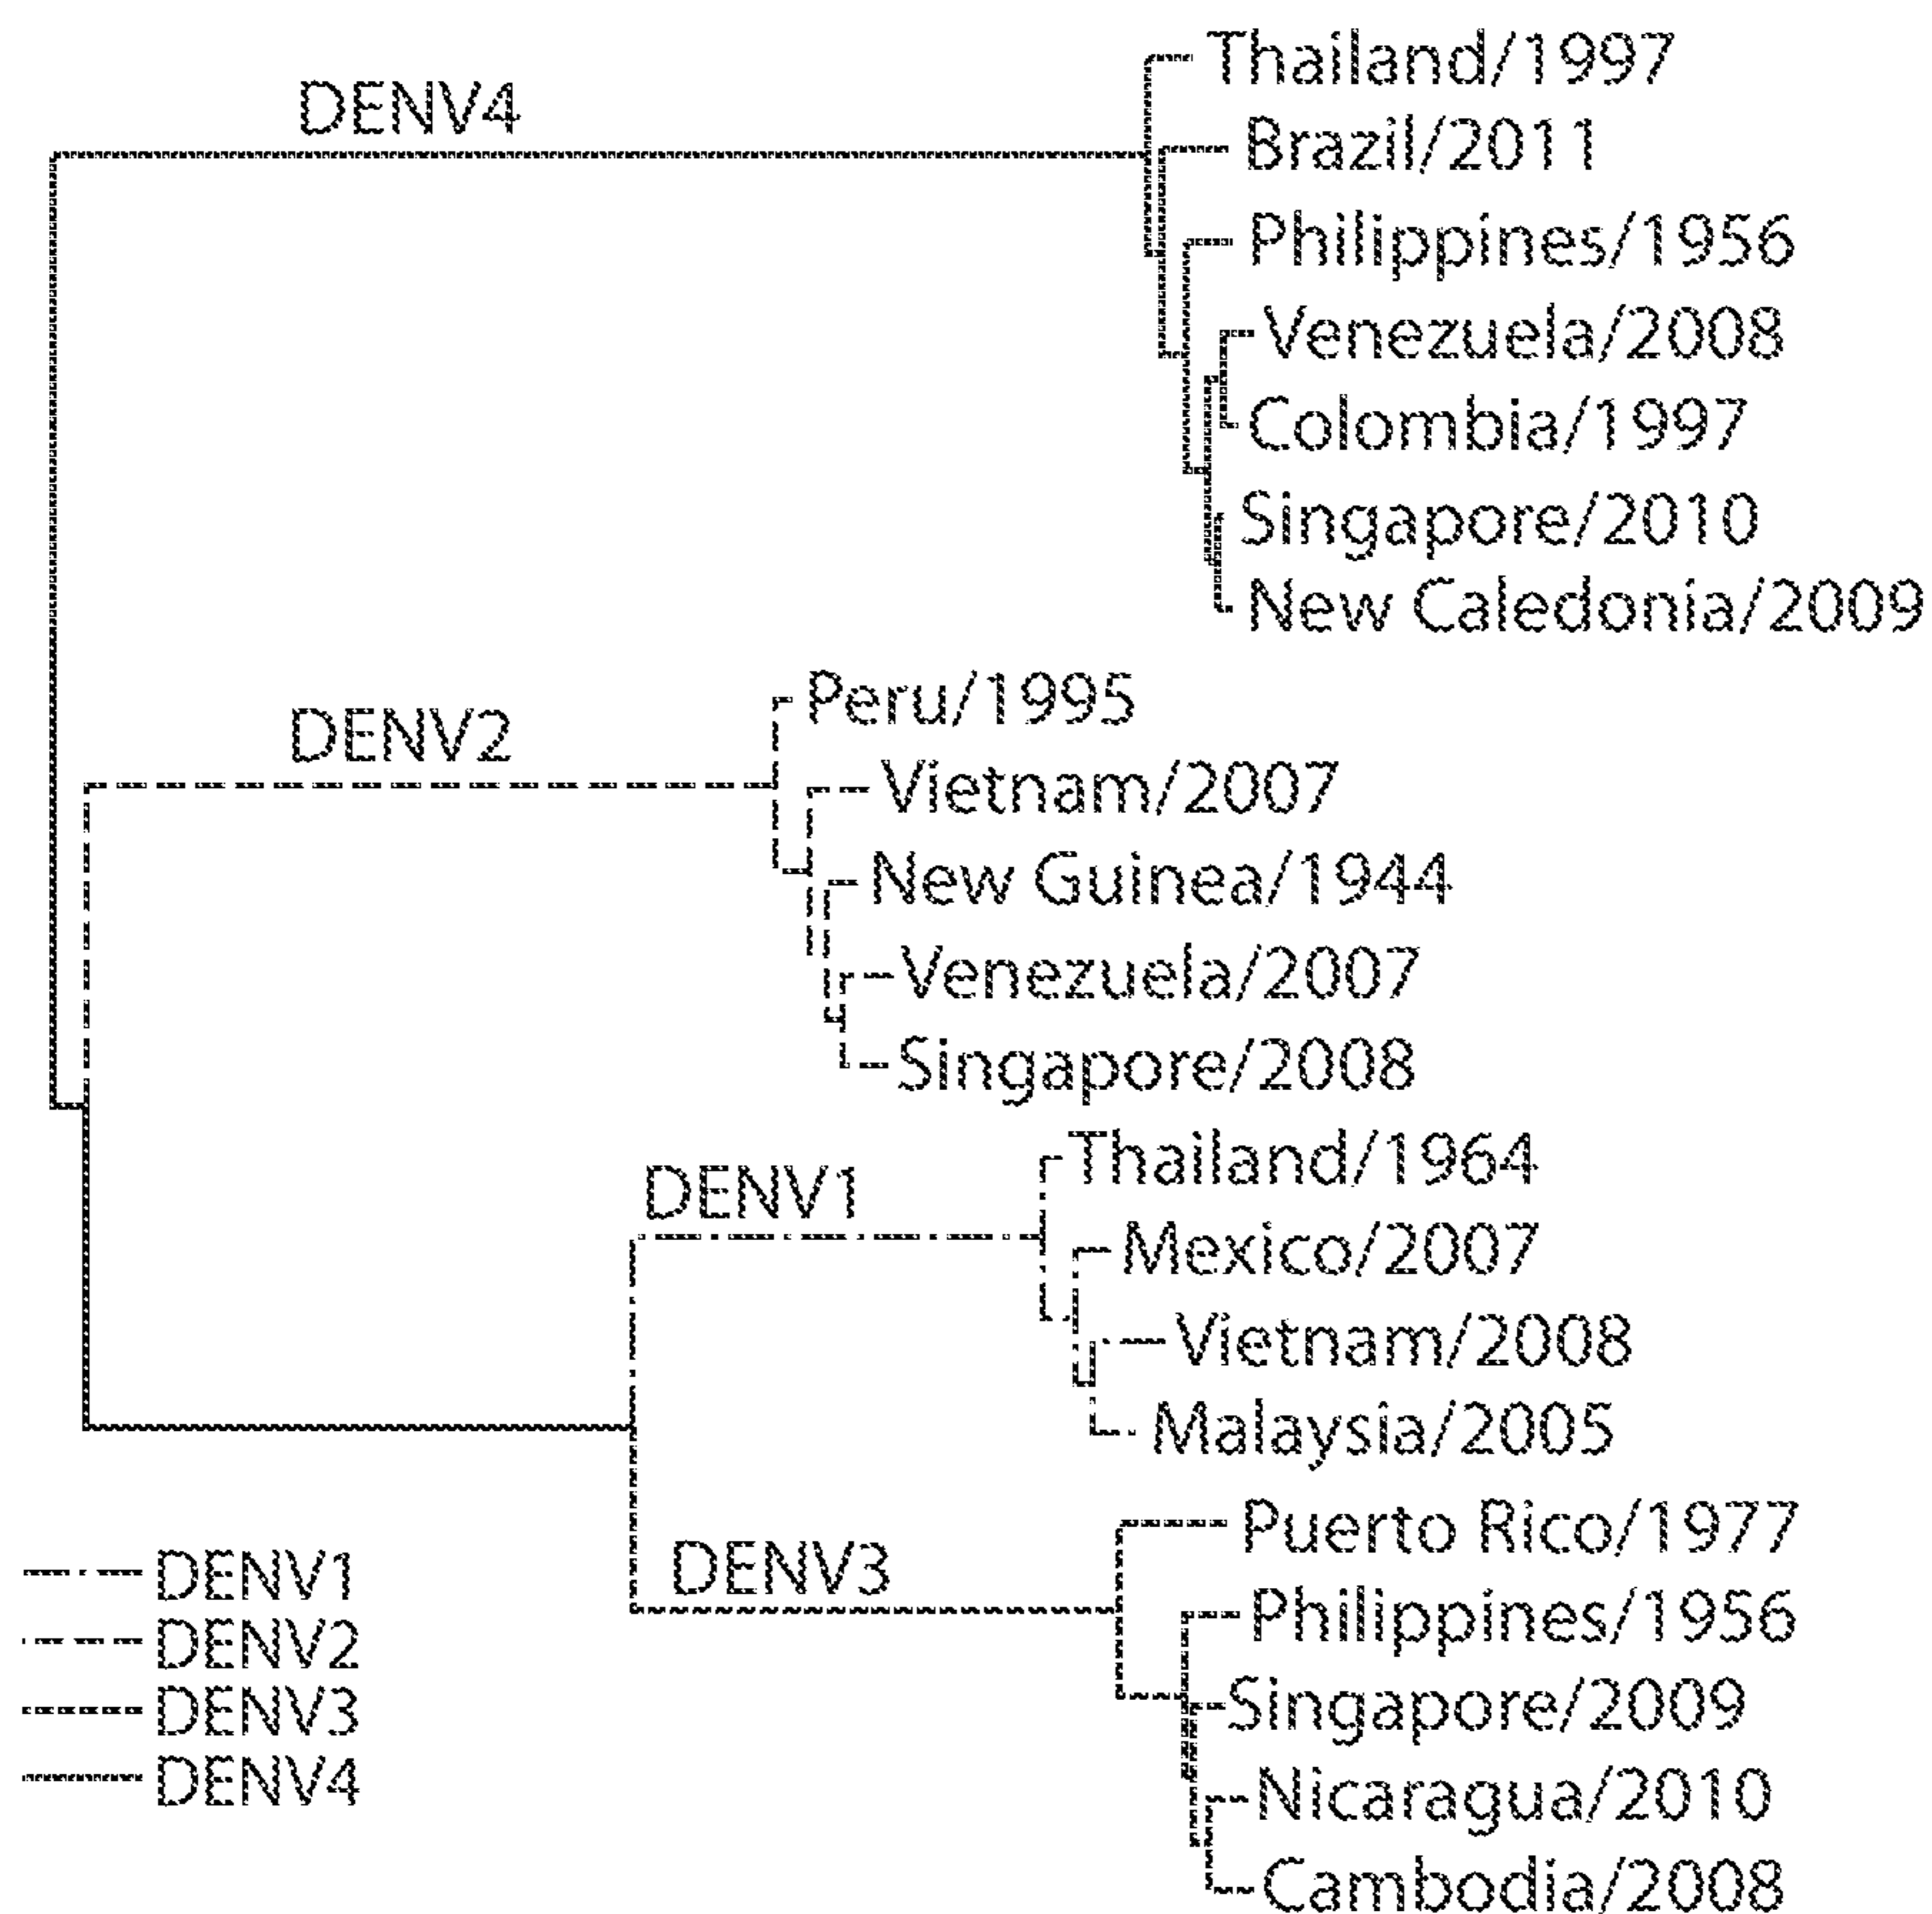 Thailand/1997
DENV4
Brazil/2011
Philippines/1956
Venezuela/2008
Colombia/1997
Singapore/2010
New Caledonia/2009
Peru/1995
DENV2
Vietnam/2007
New Guinea/1944
Venezuela/2007
Singapore/2008
Thailand/1964
DENV1
Mexico/2007
Vietnam/2008
Malaysia/2005
Puerto Rico/1977
DENV3
Philippines/1956
Singapore/2009
Nicaragua/2010
Cambodia/2008
DENV1
DENV2
DENV3
DENV4